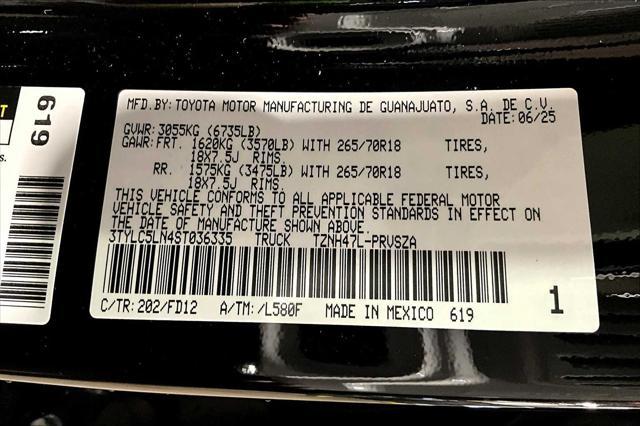 619
MFD.BY:TOYOTA MOTOR MANUFACTURING DE GUANAJUATO, S.A. DE C.V.
DATE:06/25
GVWR:3055KG (6735LB)
GAWR:FRT. 1620KG (3570LB) WITH 265/70R18 TIRES,
18X7.5J RIMS.
RR. 1575KG (3475LB) WITH 265/70R18 TIRES,
18X7.5J RIMS.
THIS VEHICLE CONFORMS TO ALL APPLICABLE FEDERAL MOTOR
VEHICLE SAFETY AND THEFT PREVENTION STANDARDS IN EFFECT ON
THE DATE OF MANUFACTURE SHOWN ABOVE.
3TYLC5LN4ST036335 TRUCK TZNH47L-PRVSZA
C/TR:202/FD12 A/TM:/L580F MADE IN MEXICO 619
1